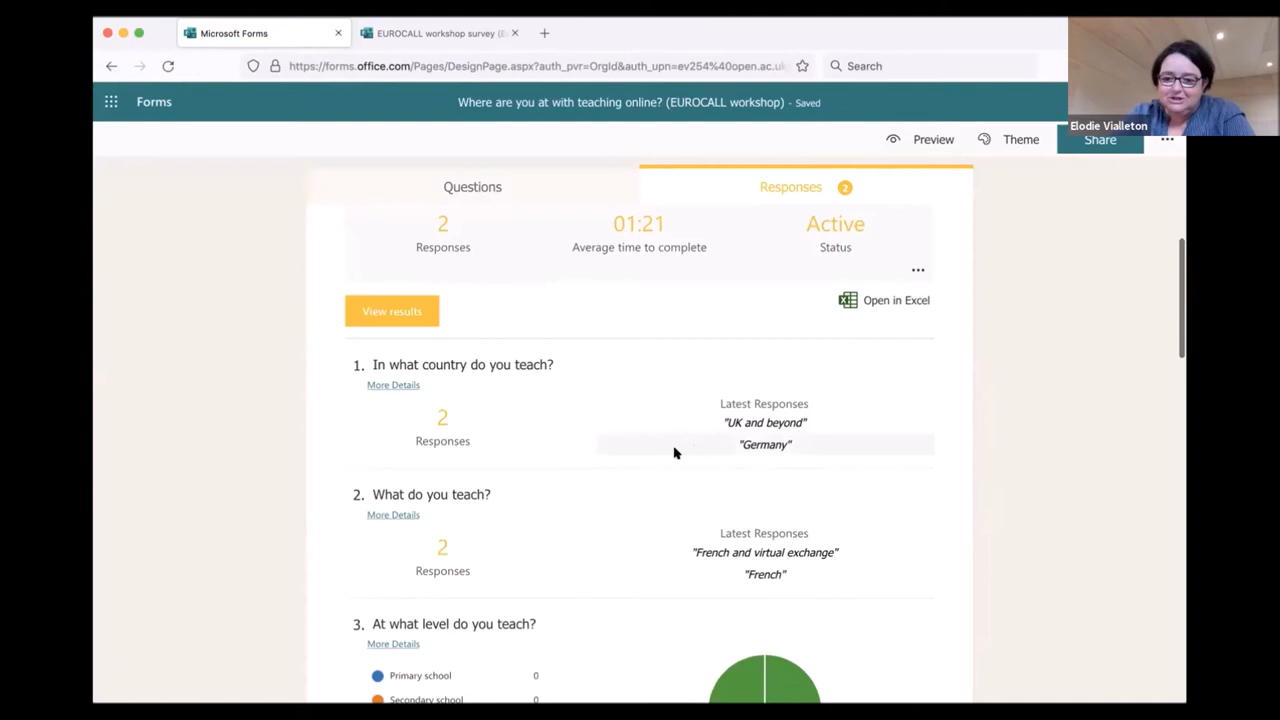 Microsoft Forms
EUROCALL workshop survey (E
https://forms.office.com/Pages/DesignPage.aspx?auth_pvr=OrgId&auth_upn=ev254%40open.ac.uk
Search
Forms
Where are you at with teaching online? (EUROCALL workshop) - Saved
Elodie Vialleton
Preview
Theme
Share
Questions
Responses 2
2
01:21
Active
Responses
Average time to complete
Status
View results
Open in Excel
1. In what country do you teach?
More Details
Latest Responses
2
"UK and beyond"
Responses
"Germany"
2. What do you teach?
More Details
Latest Responses
2
"French and virtual exchange"
Responses
"French"
3. At what level do you teach?
More Details
Primary school 0
Secondary school 0